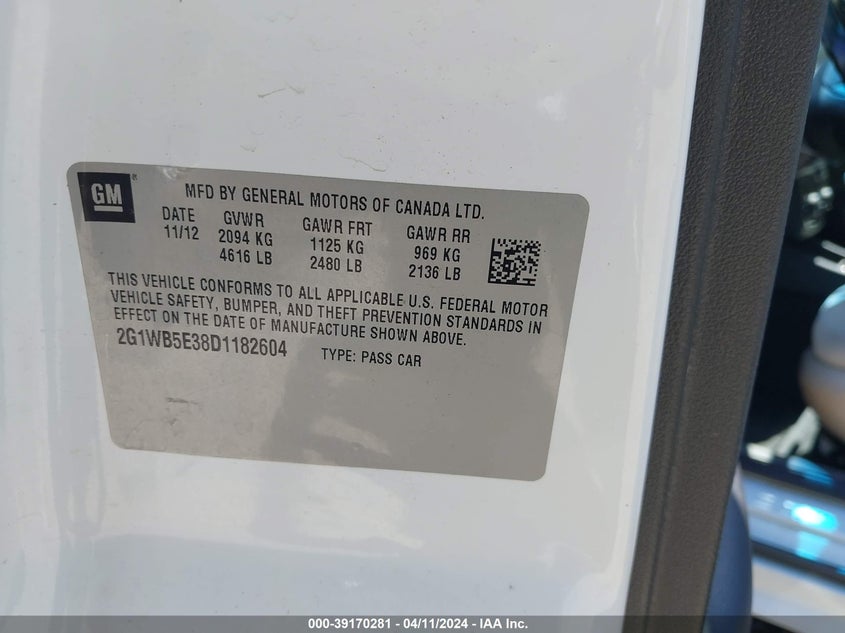 GM ®
MFD BY GENERAL MOTORS OF CANADA LTD.
DATE GVWR GAWR FRT GAWR RR
11/12 2094 KG 1125 KG 969 KG
4616 LB 2480 LB 2136 LB
THIS VEHICLE CONFORMS TO ALL APPLICABLE U.S. FEDERAL MOTOR
VEHICLE SAFETY, BUMPER, AND THEFT PREVENTION STANDARDS IN
EFFECT ON THE DATE OF MANUFACTURE SHOWN ABOVE.
2G1WB5E38D1182604 TYPE: PASS CAR
000-39170281 - 04/11/2024 - IAA Inc.